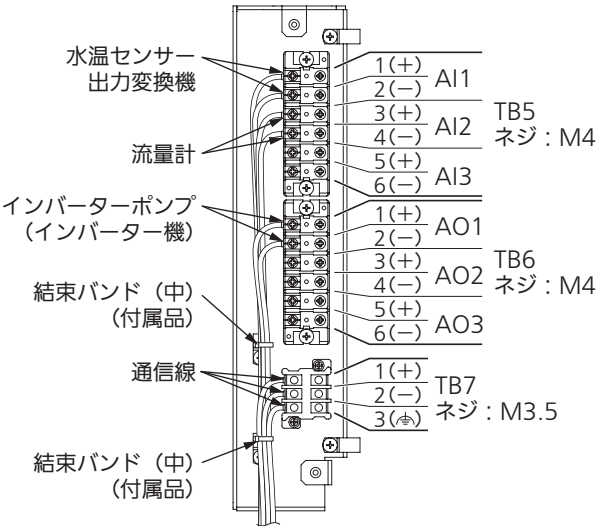 水温センサー
出力変換機
流量計
インバーターポンプ
（インバーター機）
結束バンド（中）
（付属品）
通信線
結束バンド（中）
（付属品）
1(+)
2(−)
AI1
3(+)
4(−)
AI2
5(+)
6(−)
AI3
TB5
ネジ：M4
1(+)
2(−)
AO1
3(+)
4(−)
AO2
5(+)
6(−)
AO3
TB6
ネジ：M4
1(+)
2(−)
3(⏚)
TB7
ネジ：M3.5